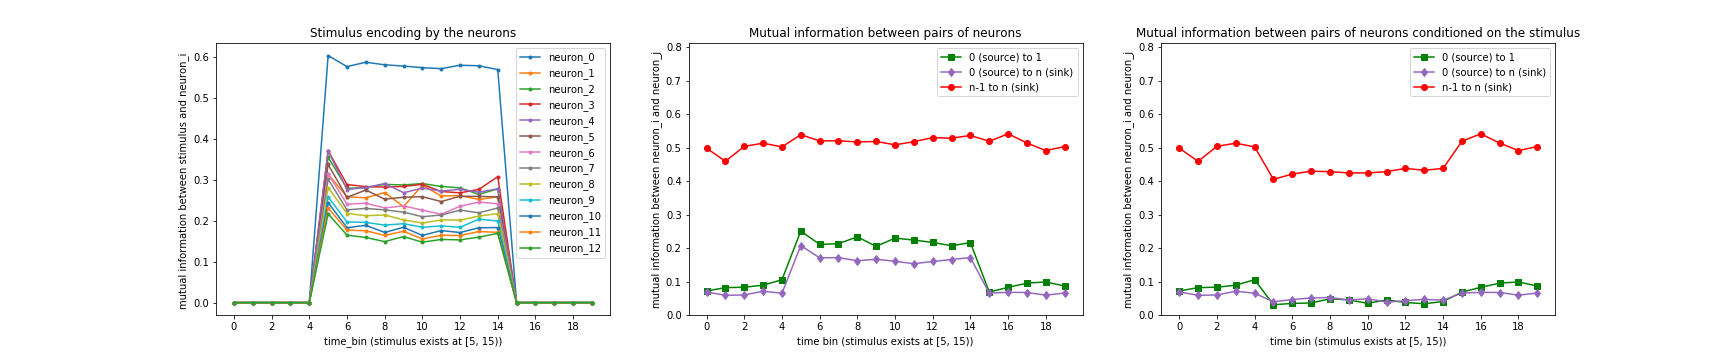 Stimulus encoding by the neurons
mutual information between stimulus and neuron_i
0.6
0.5
0.4
0.3
0.2
0.1
0.0
neuron_0
neuron_1
neuron_2
neuron_3
neuron_4
neuron_5
neuron_6
neuron_7
neuron_8
neuron_9
neuron_10
neuron_11
neuron_12
0 2 4 6 8 10 12 14 16 18
time_bin (stimulus exists at [5, 15))
Mutual information between pairs of neurons
mutual information between neuron_i and neuron_j
0.8
0.7
0.6
0.5
0.4
0.3
0.2
0.1
0.0
0 (source) to 1
0 (source) to n (sink)
n-1 to n (sink)
0 2 4 6 8 10 12 14 16 18
time bin (stimulus exists at [5, 15))
Mutual information between pairs of neurons conditioned on the stimulus
mutual information between neuron_i and neuron_j
0.8
0.7
0.6
0.5
0.4
0.3
0.2
0.1
0.0
0 (source) to 1
0 (source) to n (sink)
n-1 to n (sink)
0 2 4 6 8 10 12 14 16 18
time bin (stimulus exists at [5, 15))